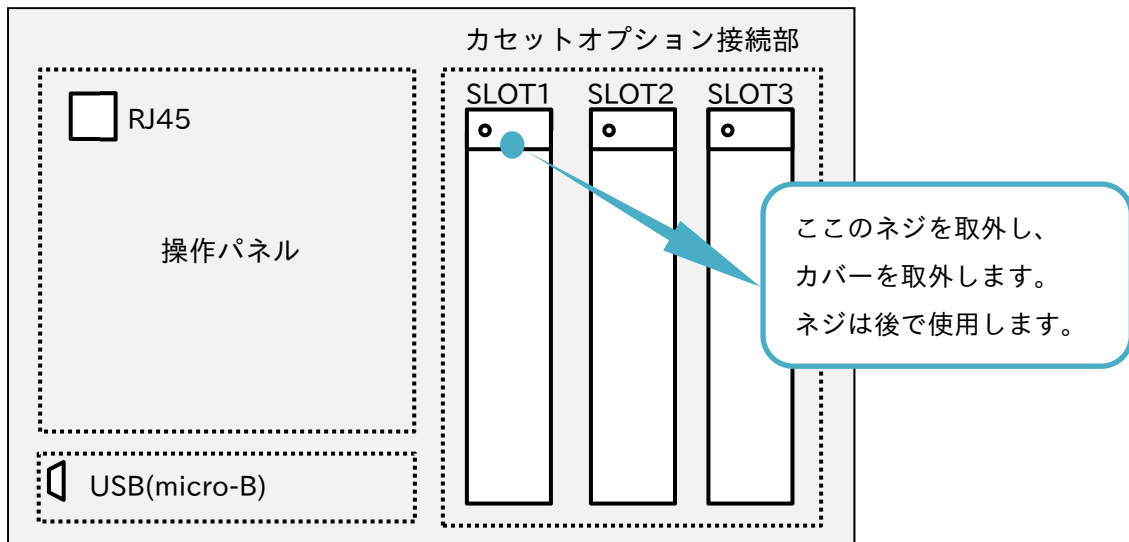 カセットオプション接続部
SLOT1 SLOT2 SLOT3
RJ45
操作パネル
ここのネジを取外し、
カバーを取外します。
ネジは後で使用します。
USB(micro-B)